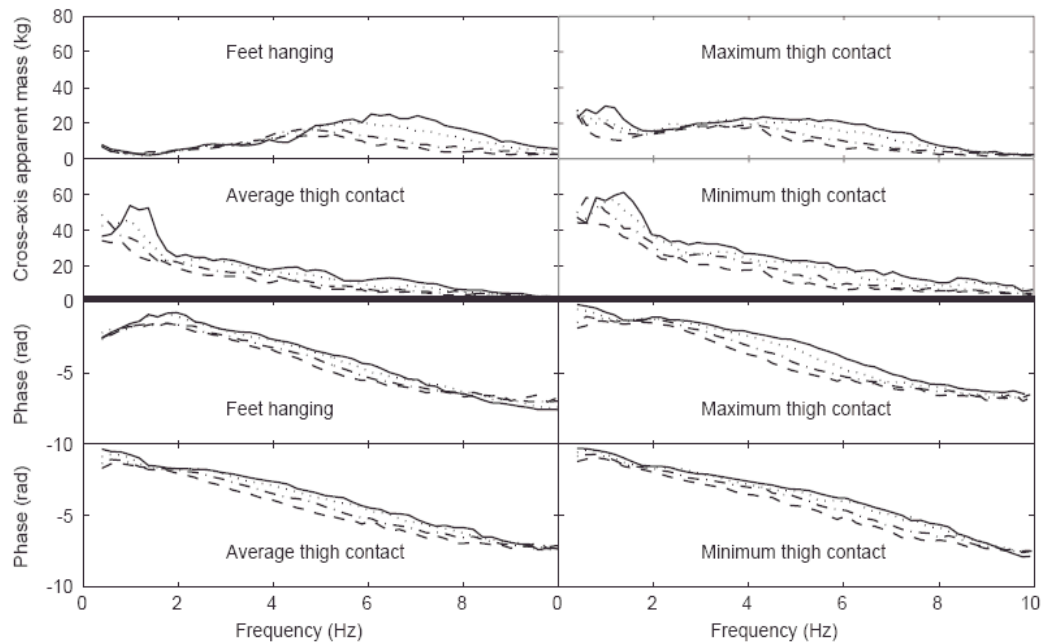 80
60
40
20
0
Feet hanging
Maximum thigh contact
Cross-axis apparent mass (kg)
60
40
20
0
Average thigh contact
Minimum thigh contact
Phase (rad)
-5
-10
Feet hanging
Maximum thigh contact
Phase (rad)
-5
-10
Average thigh contact
Minimum thigh contact
0 2 4 6 8 0 2 4 6 8 10
Frequency (Hz) Frequency (Hz)